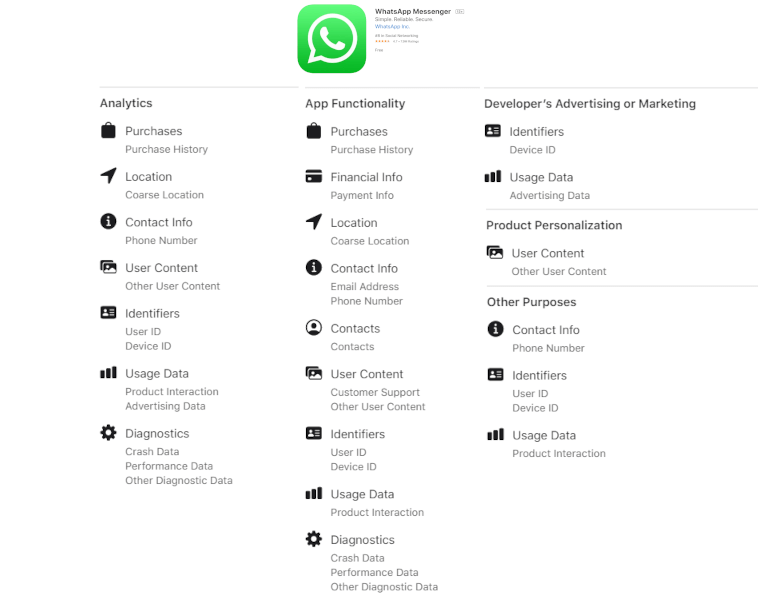 WhatsApp Messenger
Simple. Reliable. Secure.
WhatsApp Inc.
Free
Analytics
Purchases
Purchase History
Location
Coarse Location
Contact Info
Phone Number
User Content
Other User Content
Identifiers
User ID
Device ID
Usage Data
Product Interaction
Advertising Data
Diagnostics
Crash Data
Performance Data
Other Diagnostic Data
App Functionality
Purchases
Purchase History
Financial Info
Payment Info
Location
Coarse Location
Contact Info
Email Address
Phone Number
Contacts
Contacts
User Content
Customer Support
Other User Content
Identifiers
User ID
Device ID
Usage Data
Product Interaction
Diagnostics
Crash Data
Performance Data
Other Diagnostic Data
Developer's Advertising or Marketing
Identifiers
Device ID
Usage Data
Advertising Data
Product Personalization
User Content
Other User Content
Other Purposes
Contact Info
Phone Number
Identifiers
User ID
Device ID
Usage Data
Product Interaction